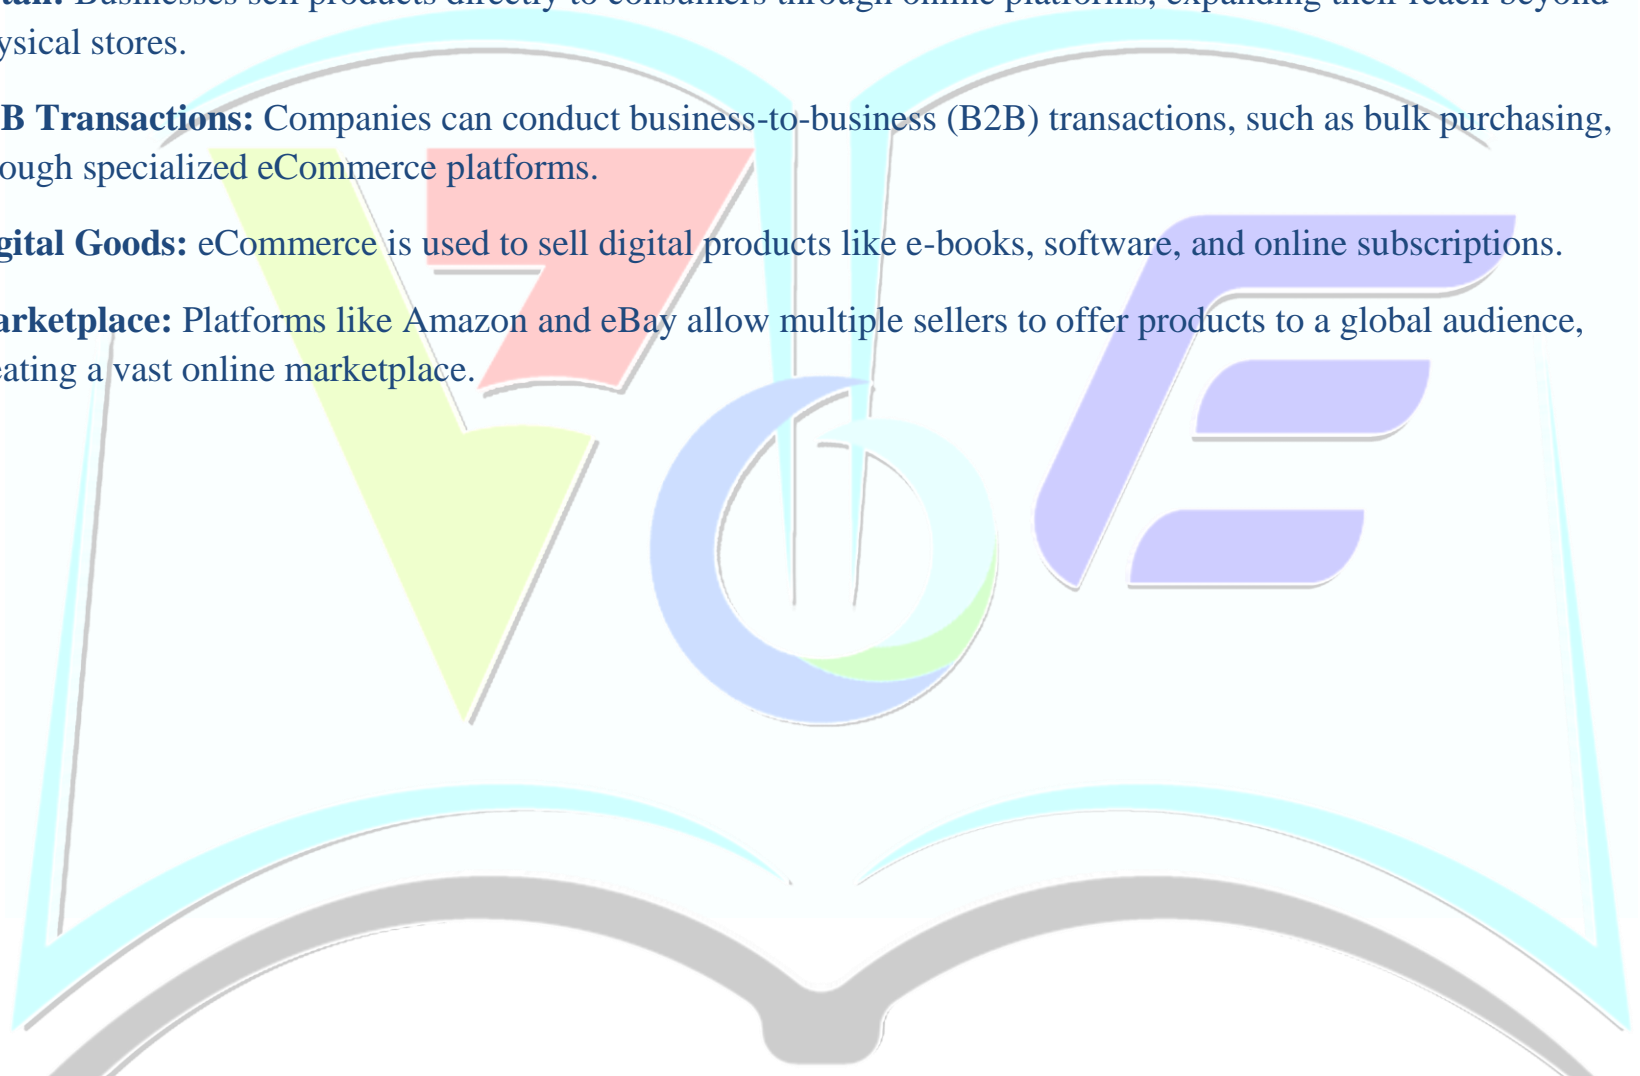 Businesses sell products directly to consumers through online platforms, expanding their reach beyond
ysical stores.
B Transactions: Companies can conduct business-to-business (B2B) transactions, such as bulk purchasing,
ough specialized eCommerce platforms.
gital Goods: eCommerce is used to sell digital products like e-books, software, and online subscriptions.
arketplace: Platforms like Amazon and eBay allow multiple sellers to offer products to a global audience,
eating a vast online marketplace.
V O E